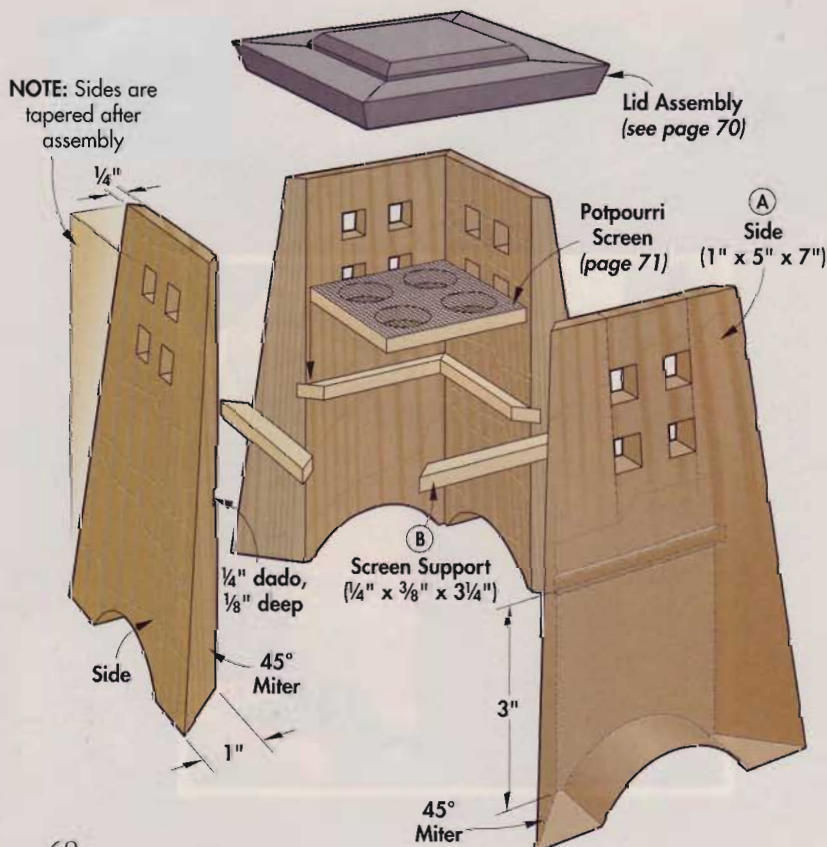 Lid Assembly
(see page 70)
NOTE: Sides are
tapered after
assembly
¼"
Potpourri
Screen
(page 71)
A
Side
(1" x 5" x 7")
¼" dado,
⅛" deep
B
Screen Support
(¼" x ⅜" x 3¼")
Side
45°
Miter
1"
3"
45°
Miter